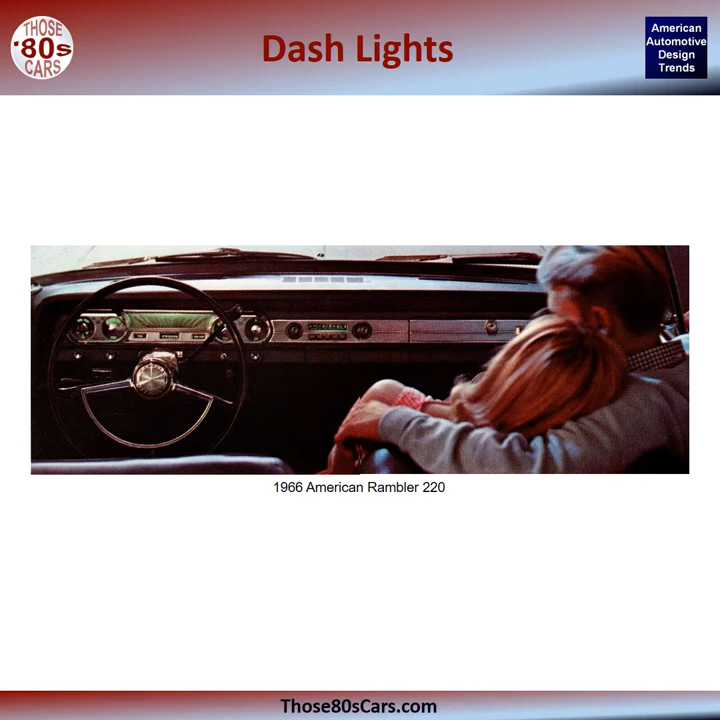 THOSE
'80s
CARS
Dash Lights
American
Automotive
Design
Trends
1966 American Rambler 220
Those80sCars.com